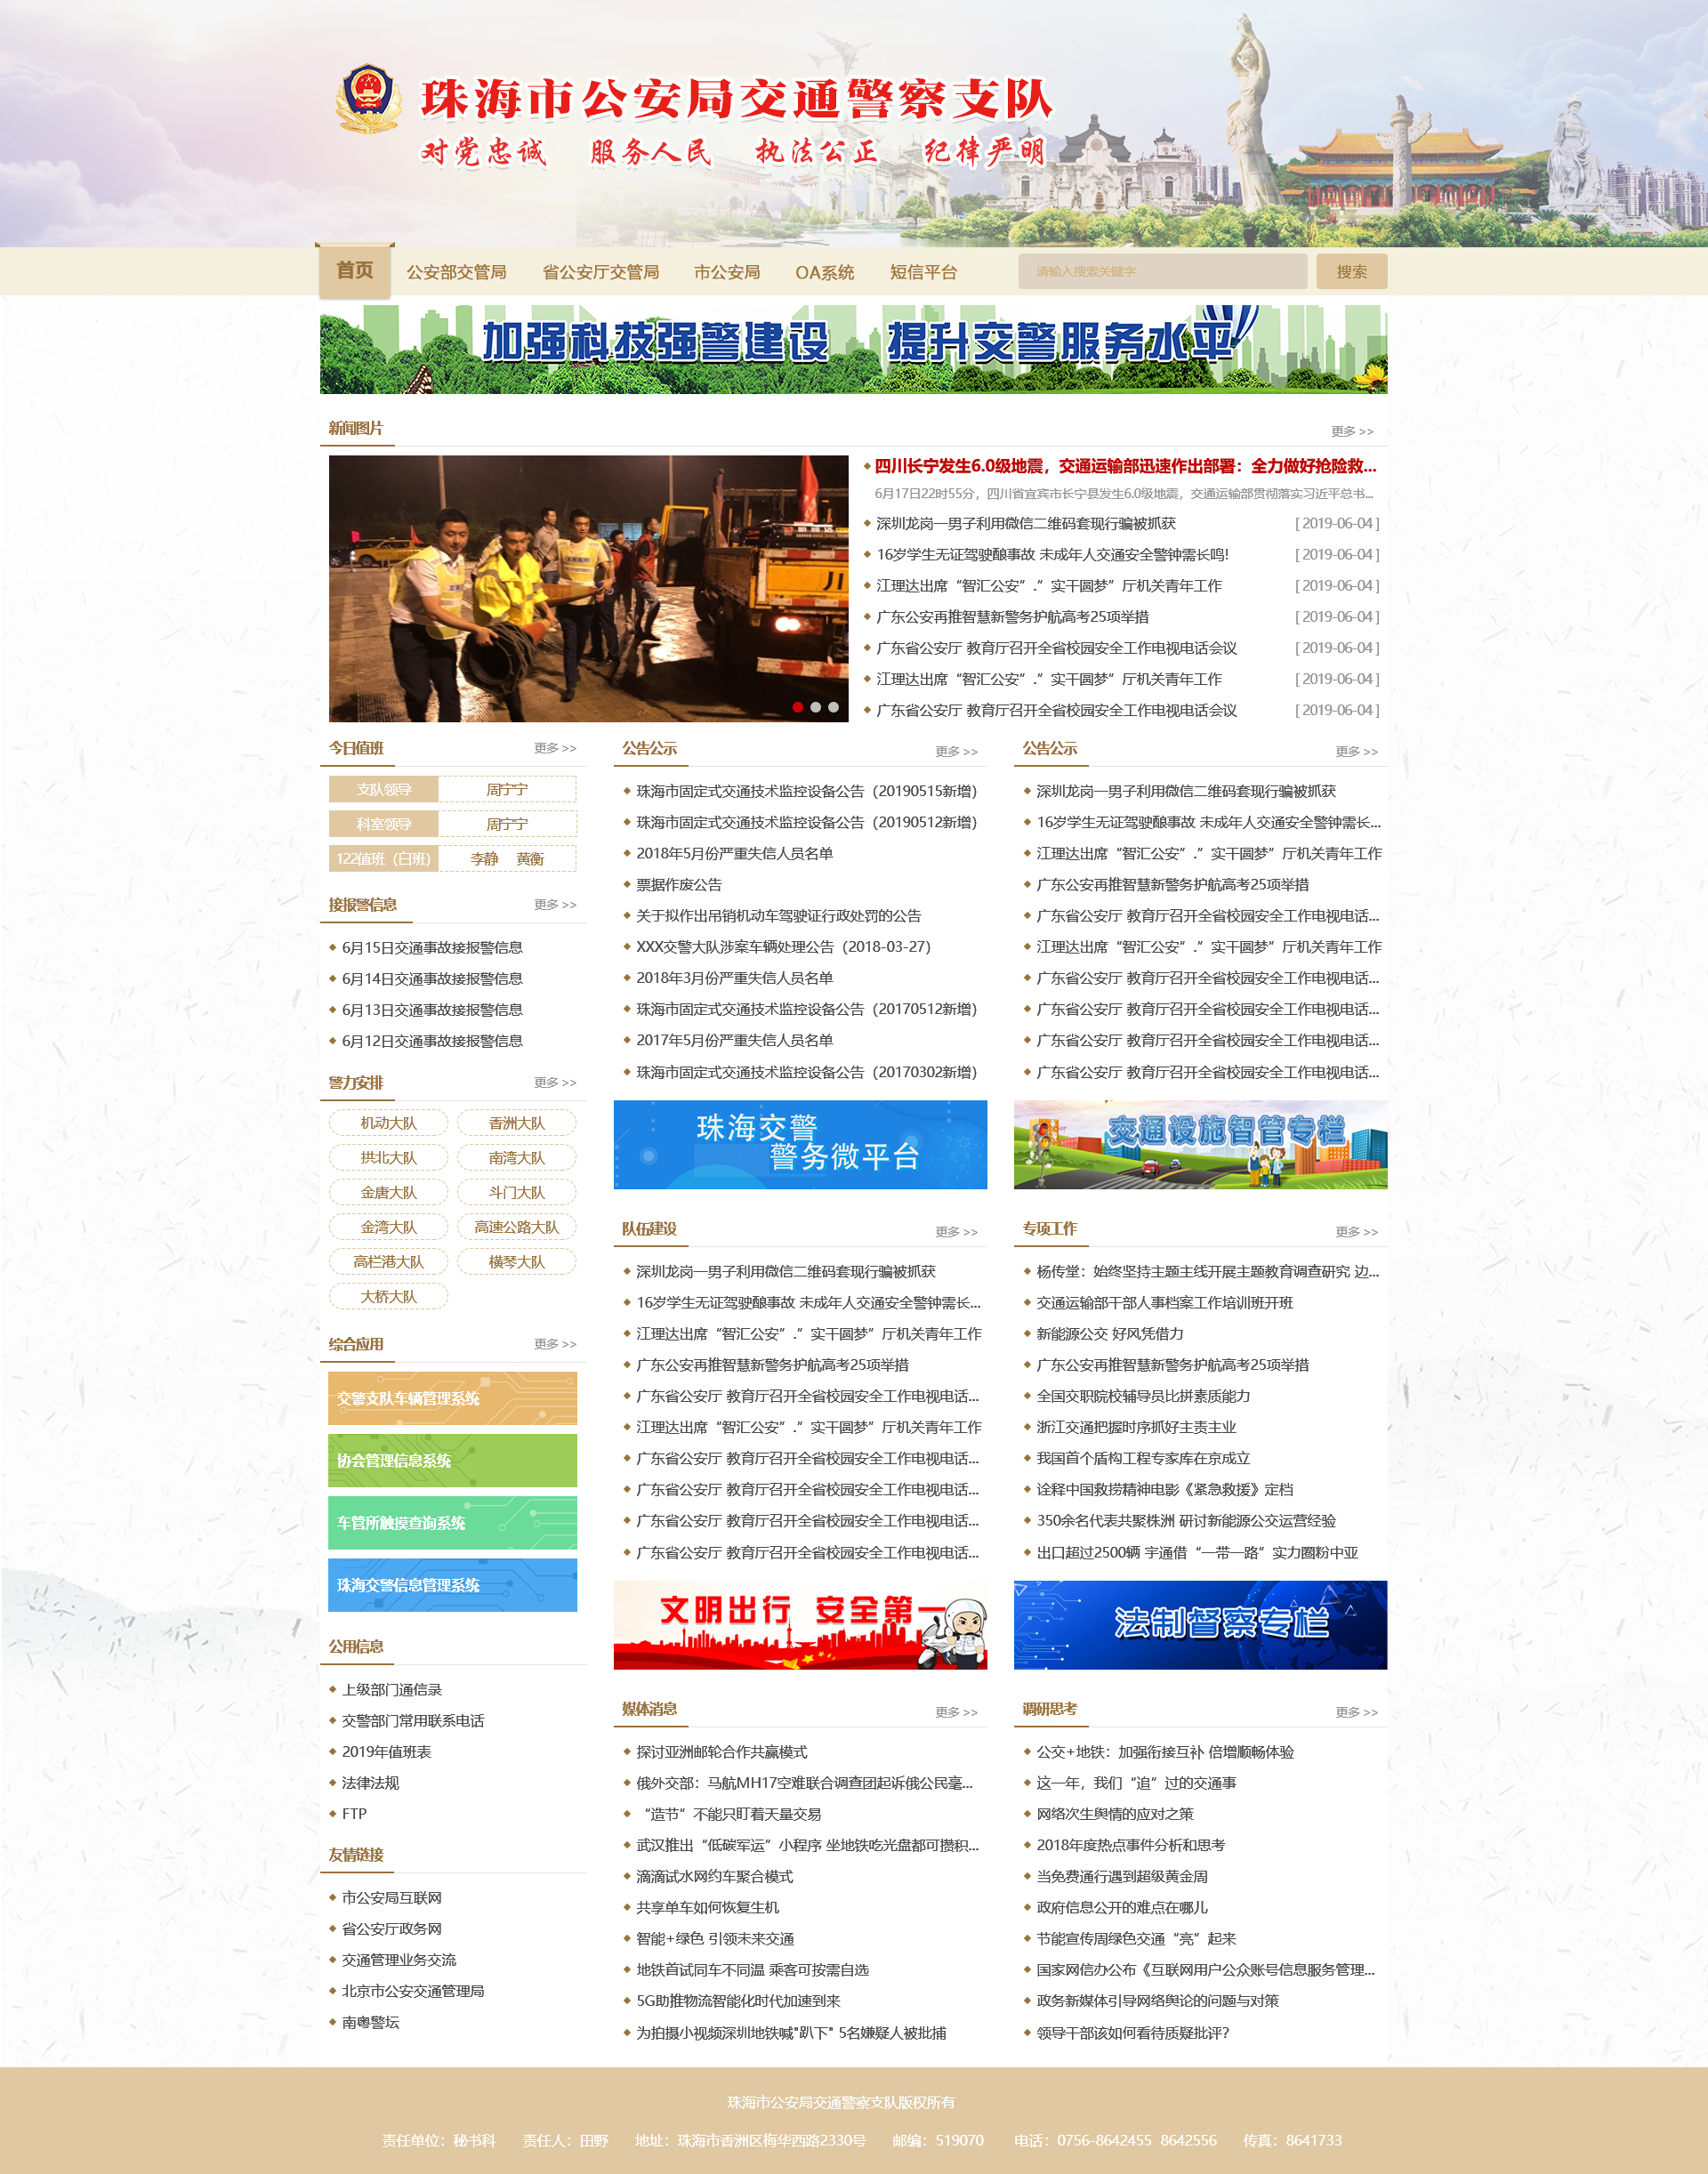 珠海市公安局交通警察支队
对党忠诚 服务人民 执法公正 纪律严明
首页 公安部交管局 省公安厅交管局 市公安局 OA系统 短信平台 请输入搜索关键字 搜索
加强科技强警建设 提升交警服务水平
新闻图片 更多 >>
四川长宁发生6.0级地震，交通运输部迅速作出部署：全力做好抢险救...
6月17日22时55分，四川省宜宾市长宁县发生6.0级地震，交通运输部贯彻落实习近平总书...
深圳龙岗一男子利用微信二维码套现行骗被抓获 [ 2019-06-04 ]
16岁学生无证驾驶酿事故 未成年人交通安全警钟需长鸣! [ 2019-06-04 ]
江理达出席“智汇公安”.”实干圆梦”厅机关青年工作 [ 2019-06-04 ]
广东公安再推智慧新警务护航高考25项举措 [ 2019-06-04 ]
广东省公安厅 教育厅召开全省校园安全工作电视电话会议 [ 2019-06-04 ]
江理达出席“智汇公安”.”实干圆梦”厅机关青年工作 [ 2019-06-04 ]
广东省公安厅 教育厅召开全省校园安全工作电视电话会议 [ 2019-06-04 ]
今日值班 更多 >>
支队领导 周宁宁
科室领导 周宁宁
122值班（白班） 李静 黄衡
接报警信息 更多 >>
6月15日交通事故接报警信息
6月14日交通事故接报警信息
6月13日交通事故接报警信息
6月12日交通事故接报警信息
警力安排 更多 >>
机动大队 香洲大队
拱北大队 南湾大队
金唐大队 斗门大队
金湾大队 高速公路大队
高栏港大队 横琴大队
大桥大队
综合应用 更多 >>
交警支队车辆管理系统
协会管理信息系统
车管所触摸查询系统
珠海交警信息管理系统
公用信息
上级部门通信录
交警部门常用联系电话
2019年值班表
法律法规
FTP
友情链接
市公安局互联网
省公安厅政务网
交通管理业务交流
北京市公安交通管理局
南粤警坛
公告公示 更多 >>
珠海市固定式交通技术监控设备公告（20190515新增）
珠海市固定式交通技术监控设备公告（20190512新增）
2018年5月份严重失信人员名单
票据作废公告
关于拟作出吊销机动车驾驶证行政处罚的公告
XXX交警大队涉案车辆处理公告（2018-03-27）
2018年3月份严重失信人员名单
珠海市固定式交通技术监控设备公告（20170512新增）
2017年5月份严重失信人员名单
珠海市固定式交通技术监控设备公告（20170302新增）
珠海交警
警务微平台
队伍建设 更多 >>
深圳龙岗一男子利用微信二维码套现行骗被抓获
16岁学生无证驾驶酿事故 未成年人交通安全警钟需长...
江理达出席“智汇公安”.”实干圆梦”厅机关青年工作
广东公安再推智慧新警务护航高考25项举措
广东省公安厅 教育厅召开全省校园安全工作电视电话...
江理达出席“智汇公安”.”实干圆梦”厅机关青年工作
广东省公安厅 教育厅召开全省校园安全工作电视电话...
广东省公安厅 教育厅召开全省校园安全工作电视电话...
广东省公安厅 教育厅召开全省校园安全工作电视电话...
广东省公安厅 教育厅召开全省校园安全工作电视电话...
文明出行 安全第一
媒体消息 更多 >>
探讨亚洲邮轮合作共赢模式
俄外交部：马航MH17空难联合调查团起诉俄公民毫...
“造节”不能只盯着天量交易
武汉推出“低碳军运”小程序 坐地铁吃光盘都可攒积...
滴滴试水网约车聚合模式
共享单车如何恢复生机
智能+绿色 引领未来交通
地铁首试同车不同温 乘客可按需自选
5G助推物流智能化时代加速到来
为拍摄小视频深圳地铁喊"趴下" 5名嫌疑人被批捕
公告公示 更多 >>
深圳龙岗一男子利用微信二维码套现行骗被抓获
16岁学生无证驾驶酿事故 未成年人交通安全警钟需长...
江理达出席“智汇公安”.”实干圆梦”厅机关青年工作
广东公安再推智慧新警务护航高考25项举措
广东省公安厅 教育厅召开全省校园安全工作电视电话...
江理达出席“智汇公安”.”实干圆梦”厅机关青年工作
广东省公安厅 教育厅召开全省校园安全工作电视电话...
广东省公安厅 教育厅召开全省校园安全工作电视电话...
广东省公安厅 教育厅召开全省校园安全工作电视电话...
广东省公安厅 教育厅召开全省校园安全工作电视电话...
交通设施智管专栏
专项工作 更多 >>
杨传堂：始终坚持主题主线开展主题教育调查研究 边...
交通运输部干部人事档案工作培训班开班
新能源公交 好风凭借力
广东公安再推智慧新警务护航高考25项举措
全国交职院校辅导员比拼素质能力
浙江交通把握时序抓好主责主业
我国首个盾构工程专家库在京成立
诠释中国救捞精神电影《紧急救援》定档
350余名代表共聚株洲 研讨新能源公交运营经验
出口超过2500辆 宇通借“一带一路”实力圈粉中亚
法制督察专栏
调研思考 更多 >>
公交+地铁：加强衔接互补 倍增顺畅体验
这一年，我们“追”过的交通事
网络次生舆情的应对之策
2018年度热点事件分析和思考
当免费通行遇到超级黄金周
政府信息公开的难点在哪儿
节能宣传周绿色交通“亮”起来
国家网信办公布《互联网用户公众账号信息服务管理...
政务新媒体引导网络舆论的问题与对策
领导干部该如何看待质疑批评?
珠海市公安局交通警察支队版权所有
责任单位：秘书科 责任人：田野 地址：珠海市香洲区梅华西路2330号 邮编：519070 电话：0756-8642455 8642556 传真：8641733